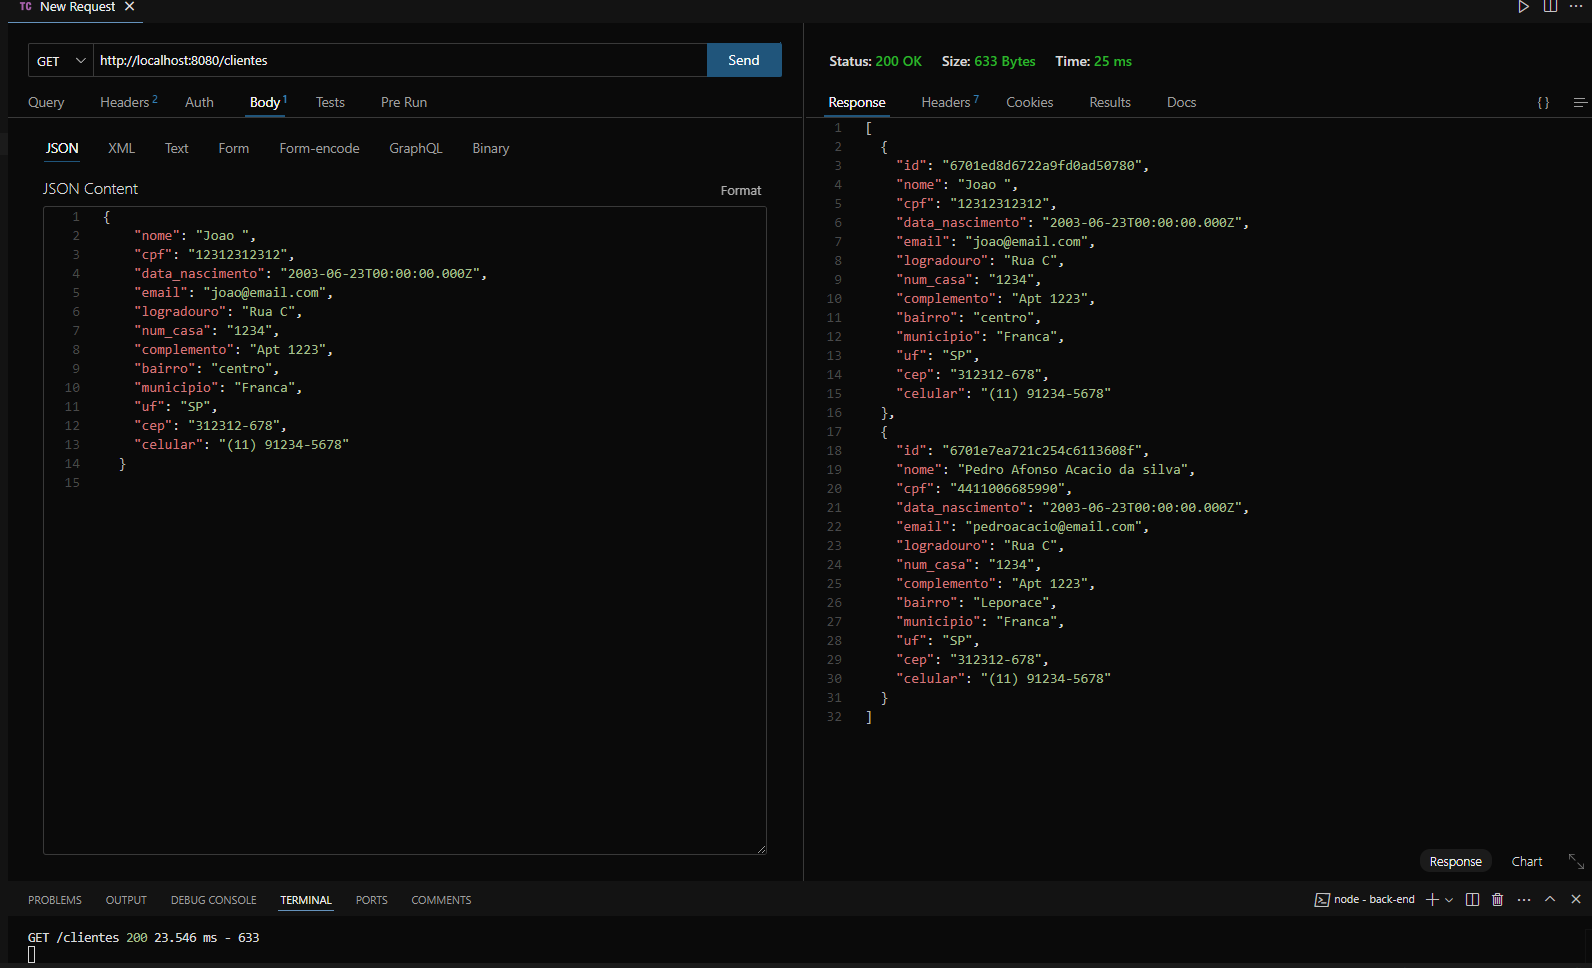 TC New Request
GET http://localhost:8080/clientes Send
Query Headers 2 Auth Body 1 Tests Pre Run
JSON XML Text Form Form-encode GraphQL Binary
JSON Content Format
1 {
2 "nome": "Joao ",
3 "cpf": "12312312312",
4 "data_nascimento": "2003-06-23T00:00:00.000Z",
5 "email": "joao@email.com",
6 "logradouro": "Rua C",
7 "num_casa": "1234",
8 "complemento": "Apt 1223",
9 "bairro": "centro",
10 "municipio": "Franca",
11 "uf": "SP",
12 "cep": "312312-678",
13 "celular": "(11) 91234-5678"
14 }
15
Status: 200 OK Size: 633 Bytes Time: 25 ms
Response Headers 7 Cookies Results Docs { }
1 [
2 {
3 "id": "6701ed8d6722a9fd0ad50780",
4 "nome": "Joao ",
5 "cpf": "12312312312",
6 "data_nascimento": "2003-06-23T00:00:00.000Z",
7 "email": "joao@email.com",
8 "logradouro": "Rua C",
9 "num_casa": "1234",
10 "complemento": "Apt 1223",
11 "bairro": "centro",
12 "municipio": "Franca",
13 "uf": "SP",
14 "cep": "312312-678",
15 "celular": "(11) 91234-5678"
16 },
17 {
18 "id": "6701e7ea721c254c6113608f",
19 "nome": "Pedro Afonso Acacio da silva",
20 "cpf": "4411006685990",
21 "data_nascimento": "2003-06-23T00:00:00.000Z",
22 "email": "pedroacacio@email.com",
23 "logradouro": "Rua C",
24 "num_casa": "1234",
25 "complemento": "Apt 1223",
26 "bairro": "Leporace",
27 "municipio": "Franca",
28 "uf": "SP",
29 "cep": "312312-678",
30 "celular": "(11) 91234-5678"
31 }
32 ]
Response Chart
PROBLEMS OUTPUT DEBUG CONSOLE TERMINAL PORTS COMMENTS node - back-end
GET /clientes 200 23.546 ms - 633